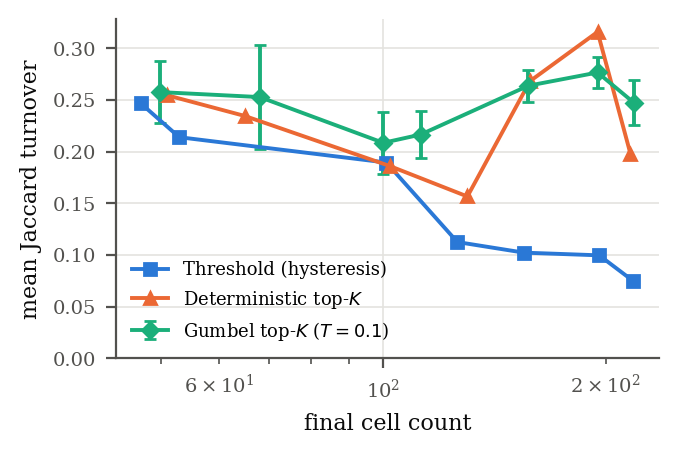 mean Jaccard turnover
0.30
0.25
0.20
0.15
0.10
0.05
0.00
Threshold (hysteresis)
Deterministic top-K
Gumbel top-K (T = 0.1)
6 × 10¹
10²
2 × 10²
final cell count